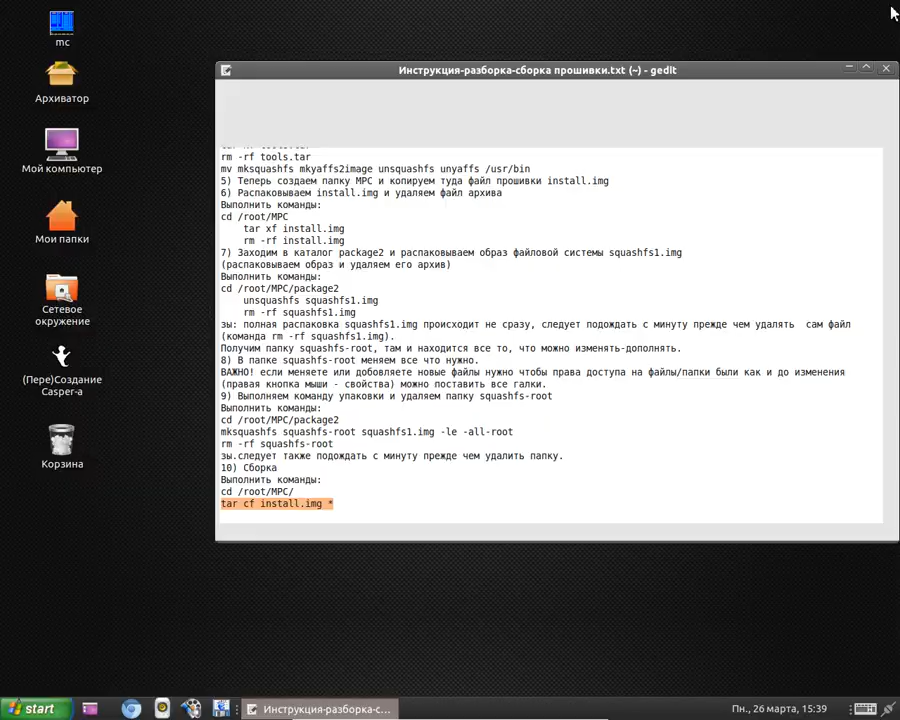 mc
Архиватор
Мой компьютер
Мои папки
Сетевое
окружение
(Пере)Создание
Casper-а
Корзина
Инструкция-разборка-сборка прошивки.txt (~) - gedit
rm -rf tools.tar
mv mksquashfs mkyaffs2image unsquashfs unyaffs /usr/bin
5) Теперь создаем папку MPC и копируем туда файл прошивки install.img
6) Распаковываем install.img и удаляем файл архива
Выполнить команды:
cd /root/MPC
tar xf install.img
rm -rf install.img
7) Заходим в каталог package2 и распаковываем образ файловой системы squashfs1.img
(распаковываем образ и удаляем его архив)
Выполнить команды:
cd /root/MPC/package2
unsquashfs squashfs1.img
rm -rf squashfs1.img
зы: полная распаковка squashfs1.img происходит не сразу, следует подождать с минуту прежде чем удалять  сам файл
(команда rm -rf squashfs1.img).
Получим папку squashfs-root, там и находится все то, что можно изменять-дополнять.
8) В папке squashfs-root меняем все что нужно.
ВАЖНО! если меняете или добовляете новые файлы нужно чтобы права доступа на файлы/папки были как и до изменения
(правая кнопка мыши - свойства) можно поставить все галки.
9) Выполняем команду упаковки и удаляем папку squashfs-root
Выполнить команды:
cd /root/MPC/package2
mksquashfs squashfs-root squashfs1.img -le -all-root
rm -rf squashfs-root
зы.следует также подождать с минуту прежде чем удалить папку.
10) Сборка
Выполнить команды:
cd /root/MPC/
tar cf install.img *
start
Инструкция-разборка-с...
Пн., 26 марта, 15:39